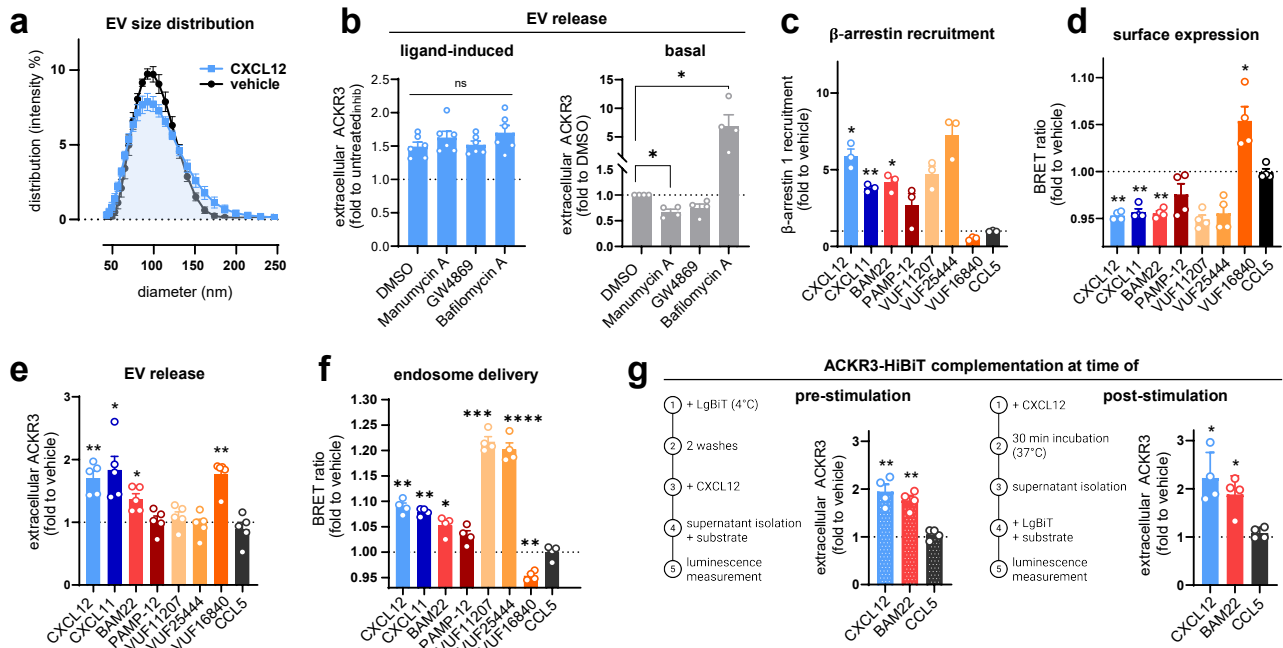 a
EV size distribution
distribution (intensity %)
10
5
0
CXCL12
vehicle
50
100
150
200
250
diameter (nm)
b
EV release
ligand-induced
extracellular ACKR3
(fold to untreatedinhib)
2.5
2.0
1.5
1.0
0.5
0.0
ns
DMSO
Manumycin A
GW4869
Bafilomycin A
basal
extracellular ACKR3
(fold to DMSO)
15
10
5
2
1
0
*
*
DMSO
Manumycin A
GW4869
Bafilomycin A
c
β-arrestin recruitment
β-arrestin 1 recruitment
(fold to vehicle)
10
5
0
*
**
*
CXCL12
CXCL11
BAM22
PAMP-12
VUF11207
VUF25444
VUF16840
CCL5
d
surface expression
BRET ratio
(fold to vehicle)
1.10
1.05
1.00
0.95
**
**
**
*
CXCL12
CXCL11
BAM22
PAMP-12
VUF11207
VUF25444
VUF16840
CCL5
e
EV release
extracellular ACKR3
(fold to vehicle)
3
2
1
0
**
*
*
**
CXCL12
CXCL11
BAM22
PAMP-12
VUF11207
VUF25444
VUF16840
CCL5
f
endosome delivery
BRET ratio
(fold to vehicle)
1.20
1.15
1.10
1.05
1.00
0.95
**
**
*
***
****
**
CXCL12
CXCL11
BAM22
PAMP-12
VUF11207
VUF25444
VUF16840
CCL5
g
ACKR3-HiBiT complementation at time of
pre-stimulation
1 + LgBiT (4°C)
2 2 washes
3 + CXCL12
4 supernatant isolation
+ substrate
5 luminescence
measurement
extracellular ACKR3
(fold to vehicle)
3
2
1
0
**
**
CXCL12
BAM22
CCL5
post-stimulation
1 + CXCL12
2 30 min incubation
(37°C)
3 supernatant isolation
4 + LgBiT
+ substrate
5 luminescence
measurement
extracellular ACKR3
(fold to vehicle)
3
2
1
0
*
*
CXCL12
BAM22
CCL5